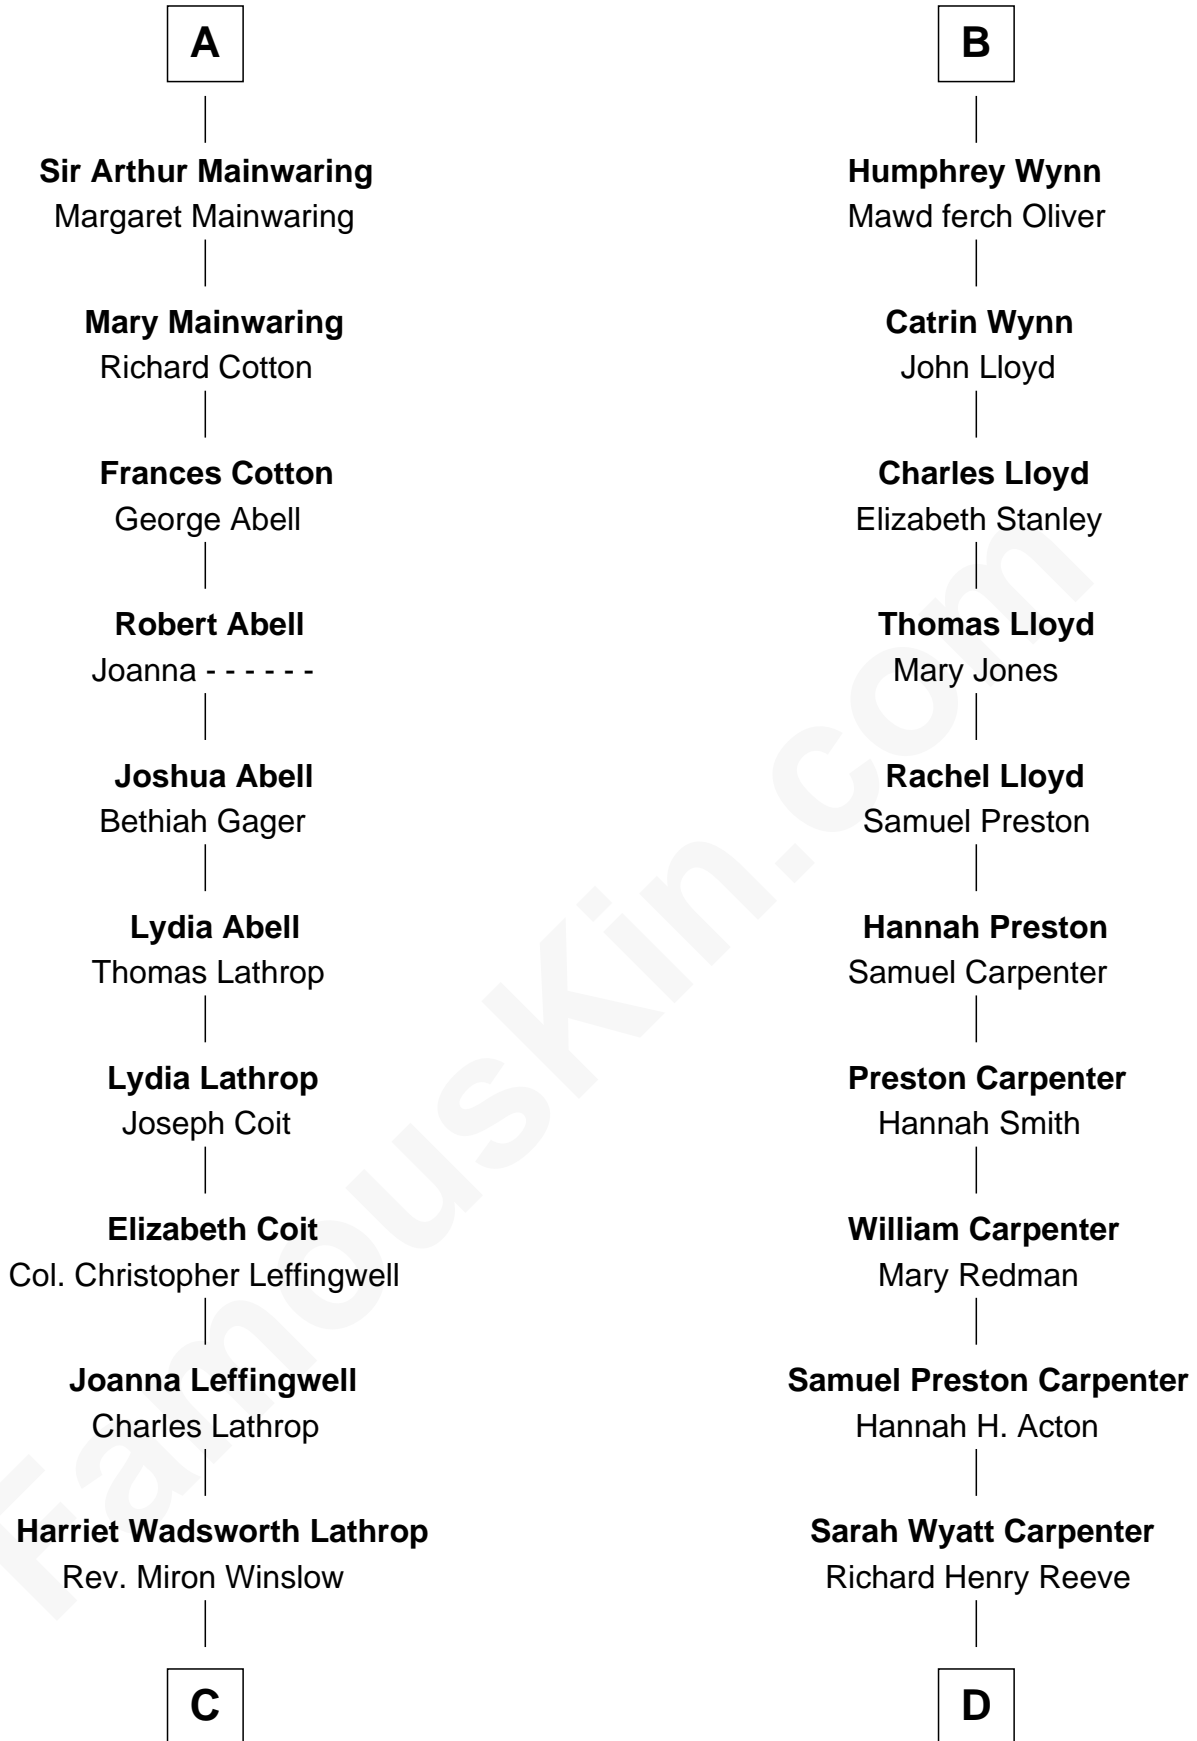 A
Sir Arthur Mainwaring
Margaret Mainwaring
Mary Mainwaring
Richard Cotton
Frances Cotton
George Abell
Robert Abell
Joanna - - - - - -
Joshua Abell
Bethiah Gager
Lydia Abell
Thomas Lathrop
Lydia Lathrop
Joseph Coit
Elizabeth Coit
Col. Christopher Leffingwell
Joanna Leffingwell
Charles Lathrop
Harriet Wadsworth Lathrop
Rev. Miron Winslow
C
B
Humphrey Wynn
Mawd ferch Oliver
Catrin Wynn
John Lloyd
Charles Lloyd
Elizabeth Stanley
Thomas Lloyd
Mary Jones
Rachel Lloyd
Samuel Preston
Hannah Preston
Samuel Carpenter
Preston Carpenter
Hannah Smith
William Carpenter
Mary Redman
Samuel Preston Carpenter
Hannah H. Acton
Sarah Wyatt Carpenter
Richard Henry Reeve
D
FamousKin.com